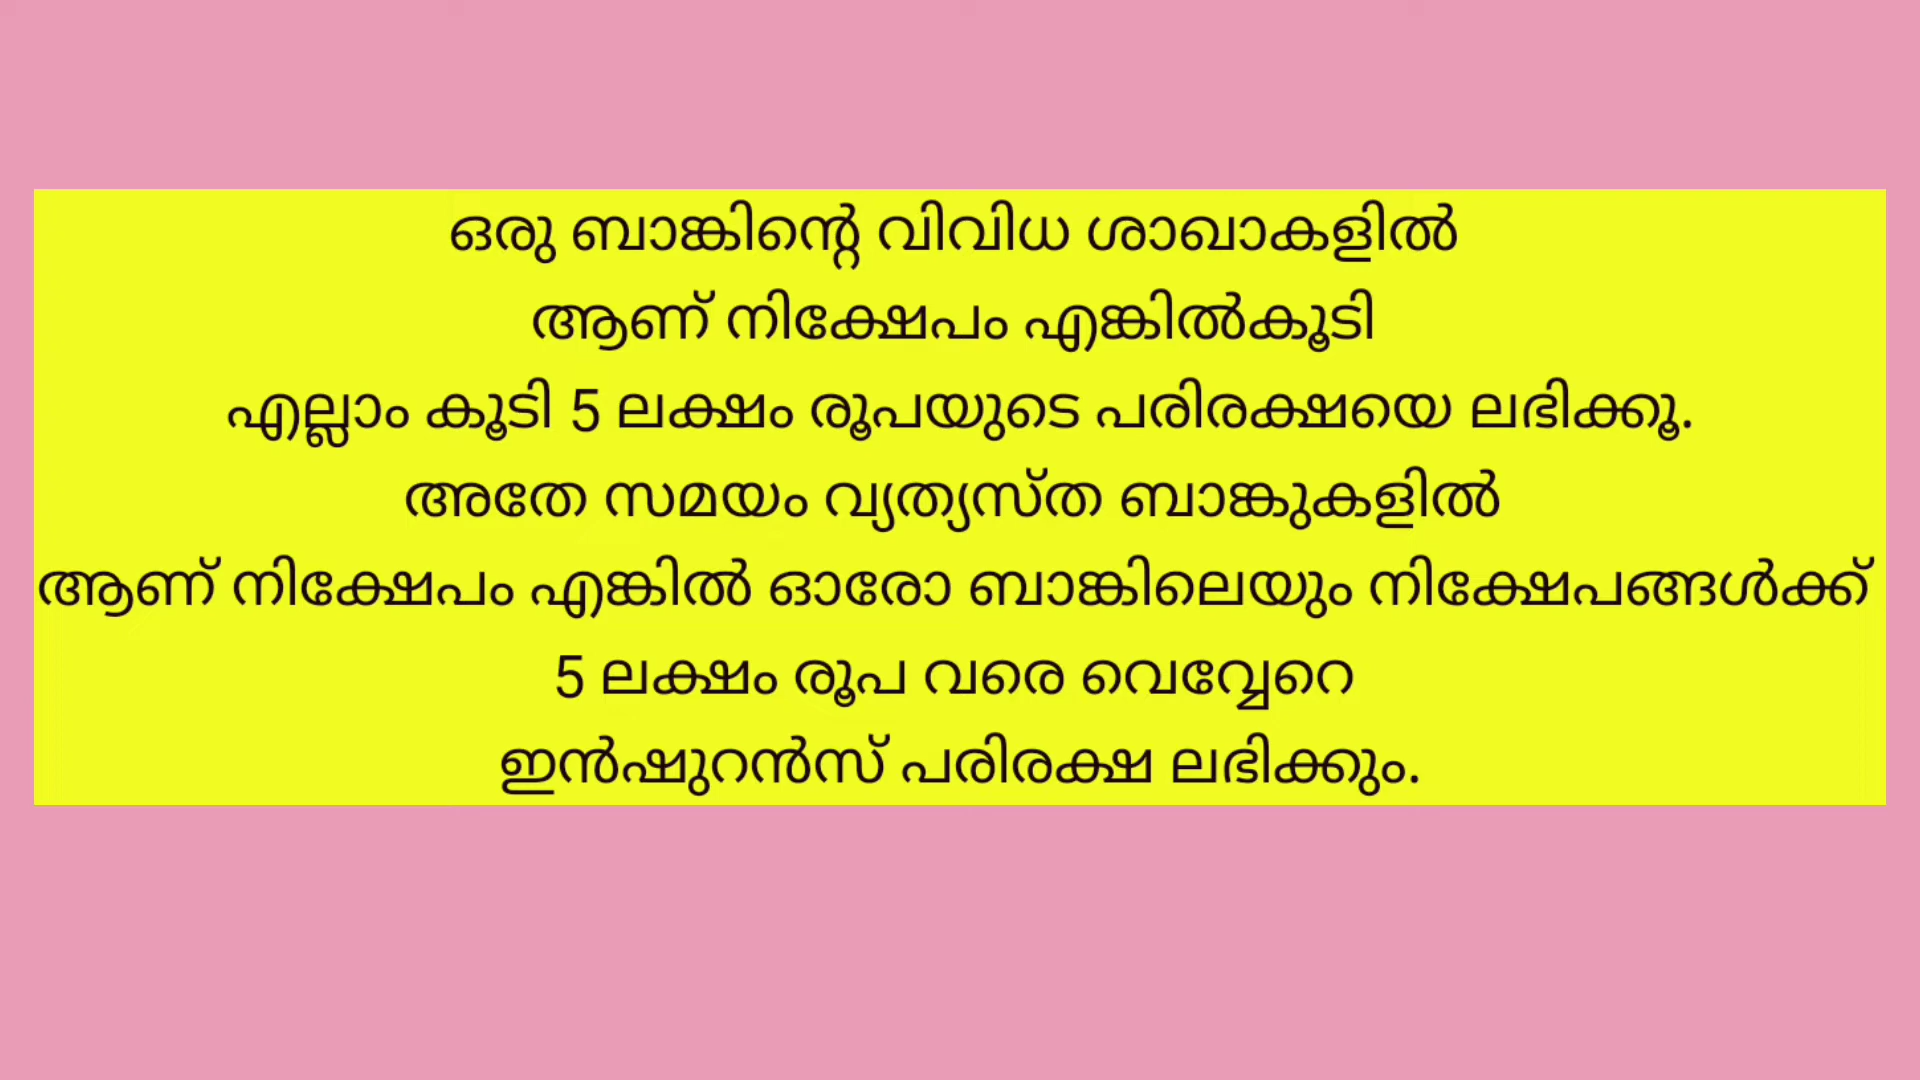 ഒരു ബാങ്കിന്റെ വിവിധ ശാഖാകളിൽ
ആണ് നിക്ഷേപം എങ്കിൽകൂടി
എല്ലാം കൂടി 5 ലക്ഷം രൂപയുടെ പരിരക്ഷയെ ലഭിക്കൂ.
അതേ സമയം വ്യത്യസ്ത ബാങ്കുകളിൽ
ആണ് നിക്ഷേപം എങ്കിൽ ഓരോ ബാങ്കിലെയും നിക്ഷേപങ്ങൾക്ക്
5 ലക്ഷം രൂപ വരെ വെവ്വേറെ
ഇൻഷുറൻസ് പരിരക്ഷ ലഭിക്കും.